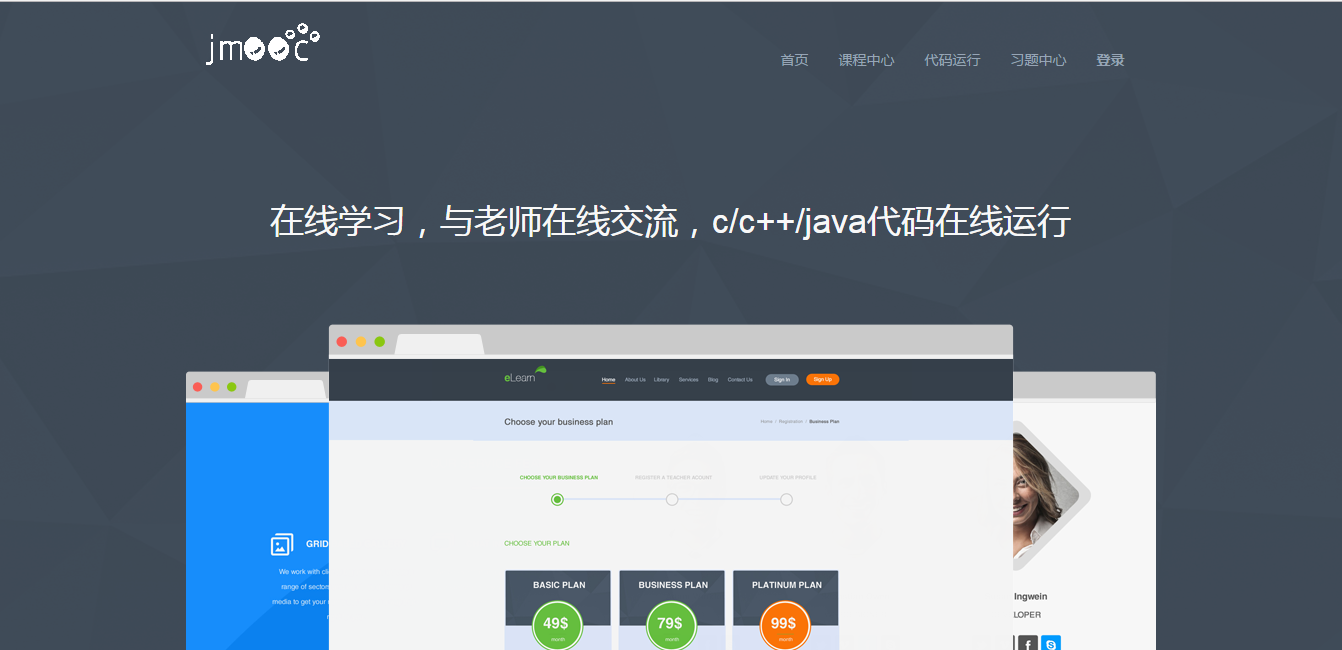 jmooc
首页 课程中心 代码运行 习题中心 登录
在线学习，与老师在线交流，c/c++/java代码在线运行
eLearn
Home About Us Library Services Blog Contact Us Sign In Sign Up
Choose your business plan
Home / Registration / Business Plan
CHOOSE YOUR BUSINESS PLAN REGISTER A TEACHER ACOUNT UPDATE YOUR PROFILE
CHOOSE YOUR PLAN
BASIC PLAN BUSINESS PLAN PLATINUM PLAN
49$ 79$ 99$
month month month
GRID
We work with cli
range of sectors
media to get your
Ingwein
LOPER